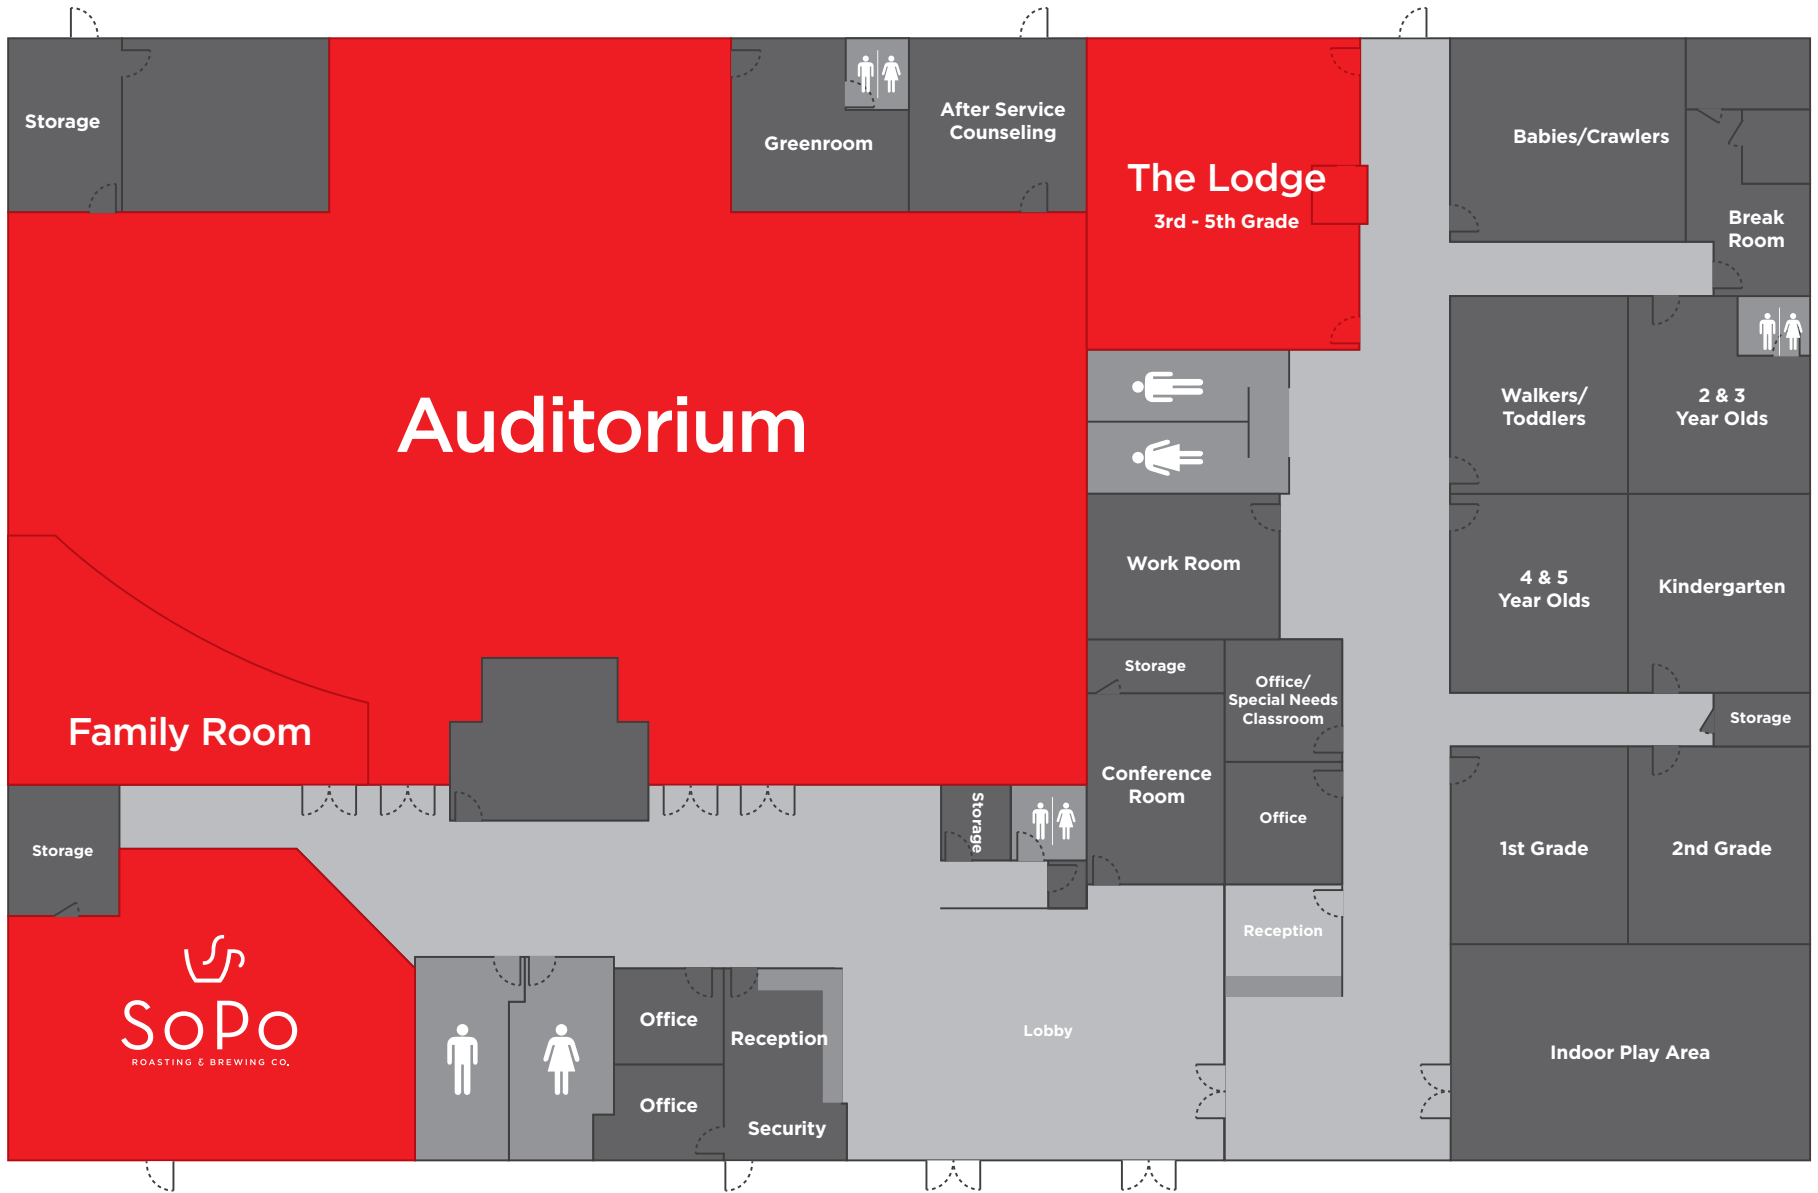 Storage
Greenroom
After Service
Counseling
The Lodge
3rd - 5th Grade
Babies/Crawlers
Break
Room
Auditorium
Walkers/
Toddlers
2 & 3
Year Olds
Work Room
4 & 5
Year Olds
Kindergarten
Storage
Office/
Special Needs
Classroom
Storage
Family Room
Conference
Room
Storage
Office
1st Grade
2nd Grade
Storage
Reception
SoPo
ROASTING & BREWING CO.
Office
Reception
Lobby
Indoor Play Area
Office
Security